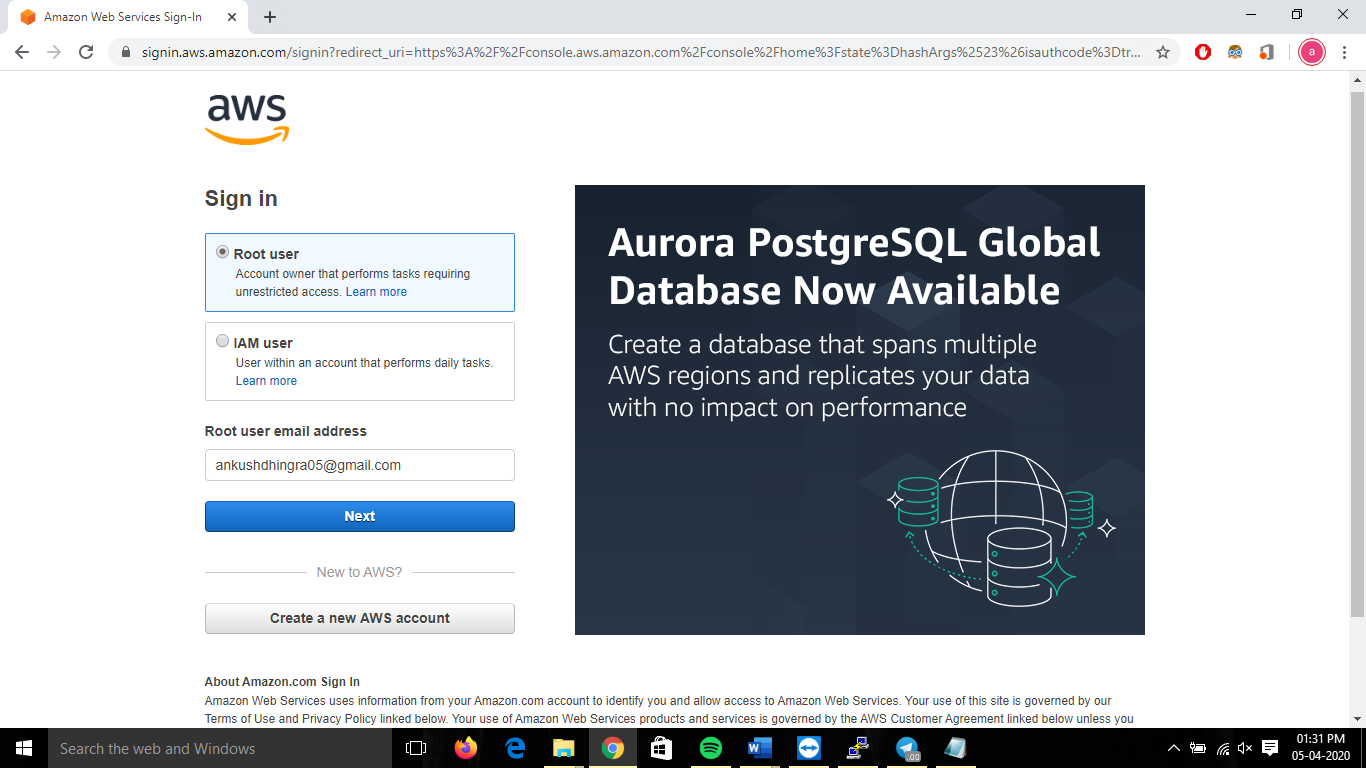 Amazon Web Services Sign-In
signin.aws.amazon.com/signin?redirect_uri=https%3A%2F%2Fconsole.aws.amazon.com%2Fconsole%2Fhome%3Fstate%3DhashArgs%2523%26isauthcode%3Dtr...
a
aws
Sign in
Root user
Account owner that performs tasks requiring
unrestricted access. Learn more
IAM user
User within an account that performs daily tasks.
Learn more
Root user email address
ankushdhingra05@gmail.com
Next
New to AWS?
Create a new AWS account
Aurora PostgreSQL Global
Database Now Available
Create a database that spans multiple
AWS regions and replicates your data
with no impact on performance
About Amazon.com Sign In
Amazon Web Services uses information from your Amazon.com account to identify you and allow access to Amazon Web Services. Your use of this site is governed by our
Terms of Use and Privacy Policy linked below. Your use of Amazon Web Services products and services is governed by the AWS Customer Agreement linked below unless you
Search the web and Windows
01:31 PM
05-04-2020